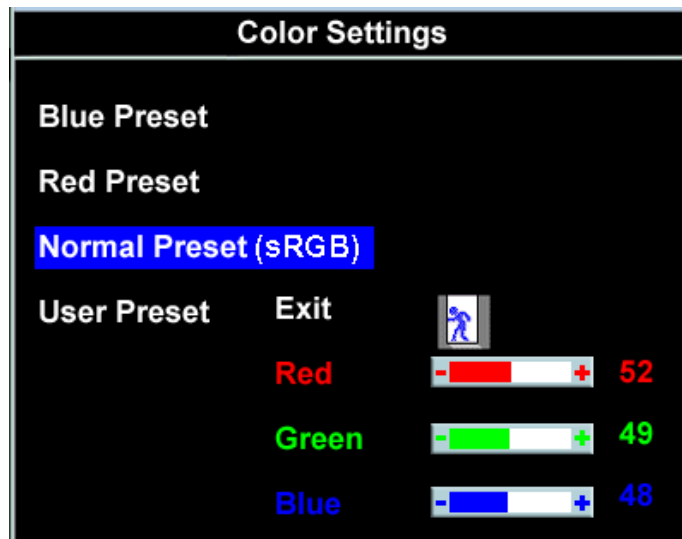 Color Settings
Blue Preset
Red Preset
Normal Preset (sRGB)
User Preset Exit
Red - + 52
Green - + 49
Blue - + 48